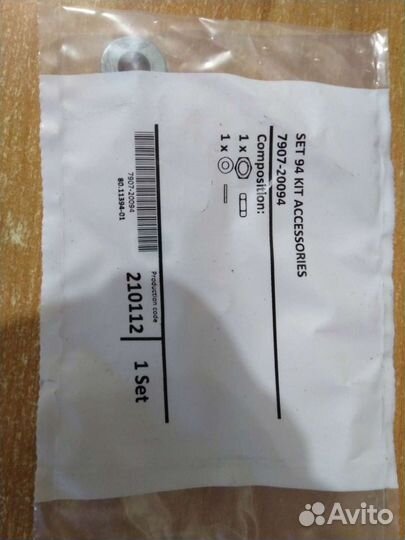 SET 94 KIT ACCESSORIES
7907-20094
Composition:
1 x
1 x
7907-20094
80.11394-01
Production code
210112
1 Set
Avito